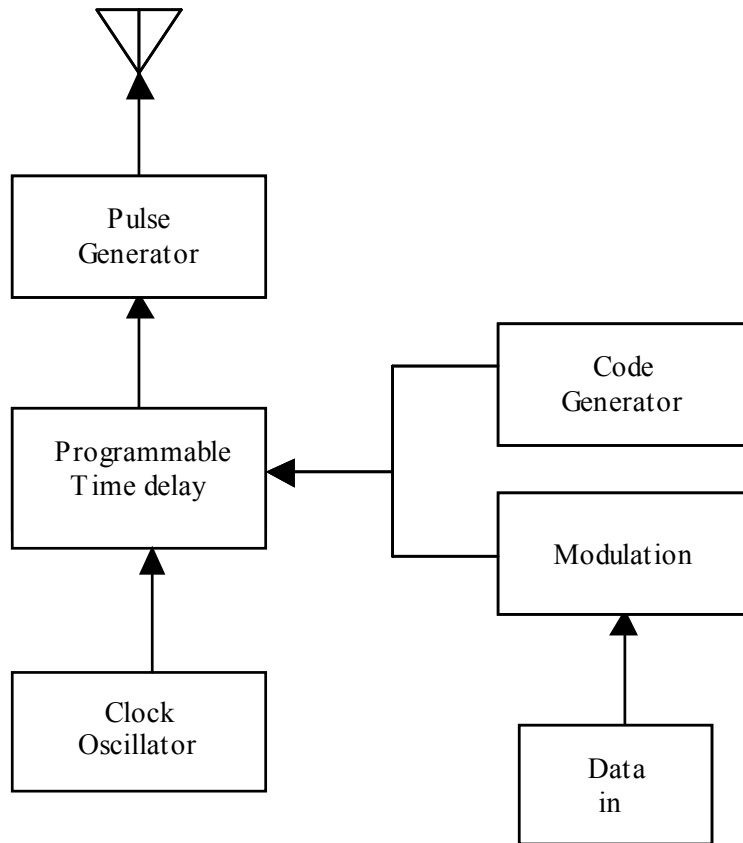 Pulse
Generator
Code
Generator
Programmable
Time delay
Modulation
Clock
Oscillator
Data
in